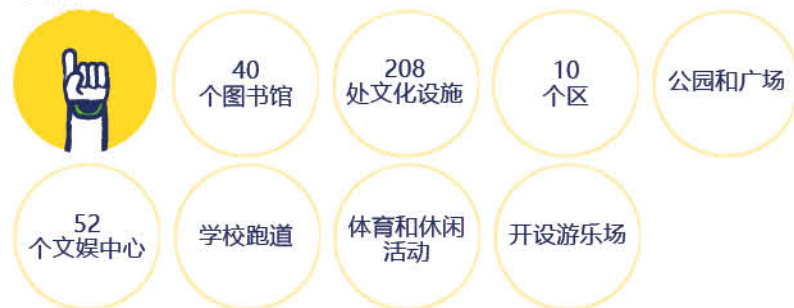 40
个图书馆
208
处文化设施
10
个区
公园和广场
52
个文娱中心
学校跑道
体育和休闲
活动
开设游乐场